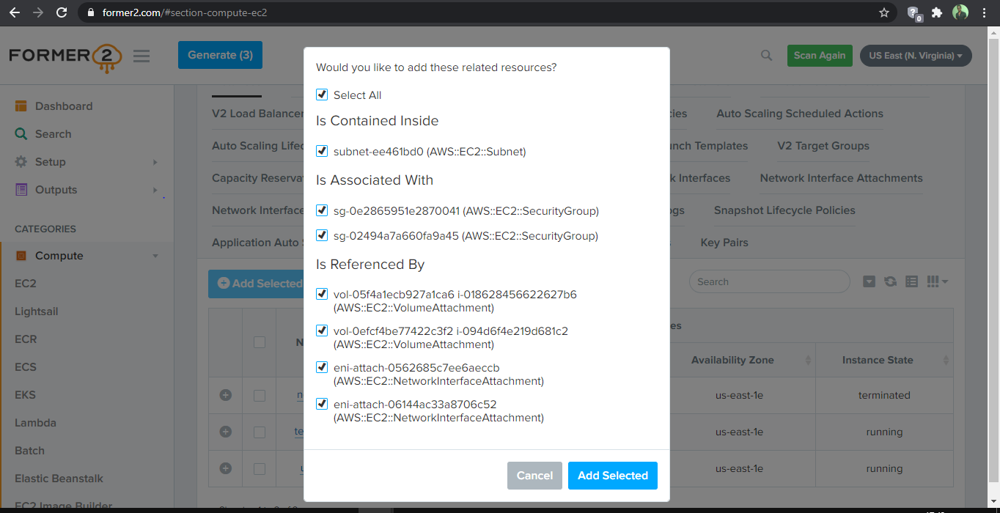 former2.com/#section-compute-ec2
0
FORMER2
Generate (3)
Scan Again
US East (N. Virginia)
Dashboard
Search
Setup
Outputs
CATEGORIES
Compute
EC2
Lightsail
ECR
ECS
EKS
Lambda
Batch
Elastic Beanstalk
EC2 Image Builder
V2 Load Balancer
Auto Scaling Scheduled Actions
Auto Scaling
Templates
V2 Target Groups
Capacity
Interfaces
Network Interface Attachments
Network Interface
Snapshot Lifecycle Policies
Application Auto
Key Pairs
Add Selected
Search
Availability Zone
Instance State
us-east-1e
terminated
us-east-1e
running
us-east-1e
running
Would you like to add these related resources?
Select All
Is Contained Inside
subnet-ee461bd0 (AWS::EC2::Subnet)
Is Associated With
sg-0e2865951e2870041 (AWS::EC2::SecurityGroup)
sg-02494a7a660fa9a45 (AWS::EC2::SecurityGroup)
Is Referenced By
vol-05f4a1ecb927a1ca6 i-018628456622627b6
(AWS::EC2::VolumeAttachment)
vol-0efcf4be77422c3f2 i-094d6f4e219d681c2
(AWS::EC2::VolumeAttachment)
eni-attach-0562685c7ee6aeccb
(AWS::EC2::NetworkInterfaceAttachment)
eni-attach-06144ac33a8706c52
(AWS::EC2::NetworkInterfaceAttachment)
Cancel
Add Selected